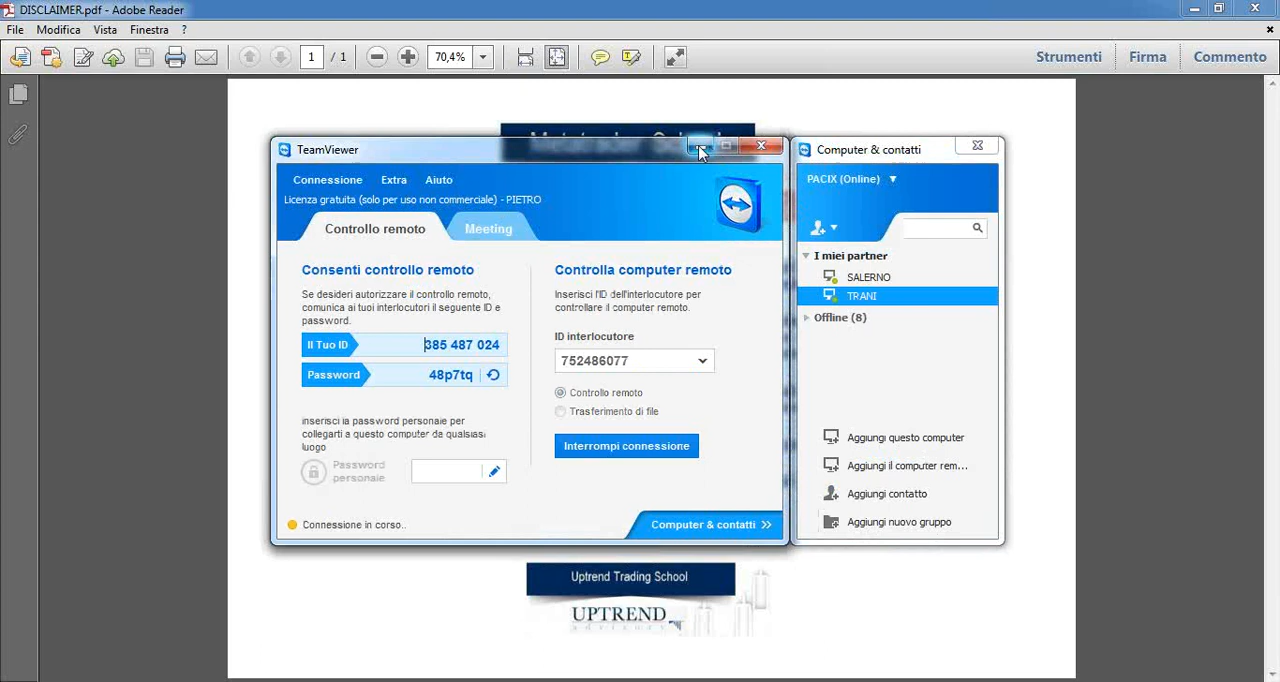 DISCLAIMER.pdf - Adobe Reader
File Modifica Vista Finestra ?
1 / 1 70,4% Strumenti Firma Commento
TeamViewer
Connessione Extra Aiuto
Licenza gratuita (solo per uso non commerciale) - PIETRO
Controllo remoto Meeting
Consenti controllo remoto
Se desideri autorizzare il controllo remoto,
comunica ai tuoi interlocutori il seguente ID e
password.
Il Tuo ID 385 487 024
Password 48p7tq
Inserisci la password personale per
collegarti a questo computer da qualsiasi
luogo
Password
personale
Connessione in corso..
Controlla computer remoto
Inserisci l'ID dell'interlocutore per
controllare il computer remoto.
ID interlocutore
752486077
Controllo remoto
Trasferimento di file
Interrompi connessione
Computer & contatti >>
Computer & contatti
PACIX (Online)
I miei partner
SALERNO
TRANI
Offline (8)
Aggiungi questo computer
Aggiungi il computer rem...
Aggiungi contatto
Aggiungi nuovo gruppo
Uptrend Trading School
UPTREND